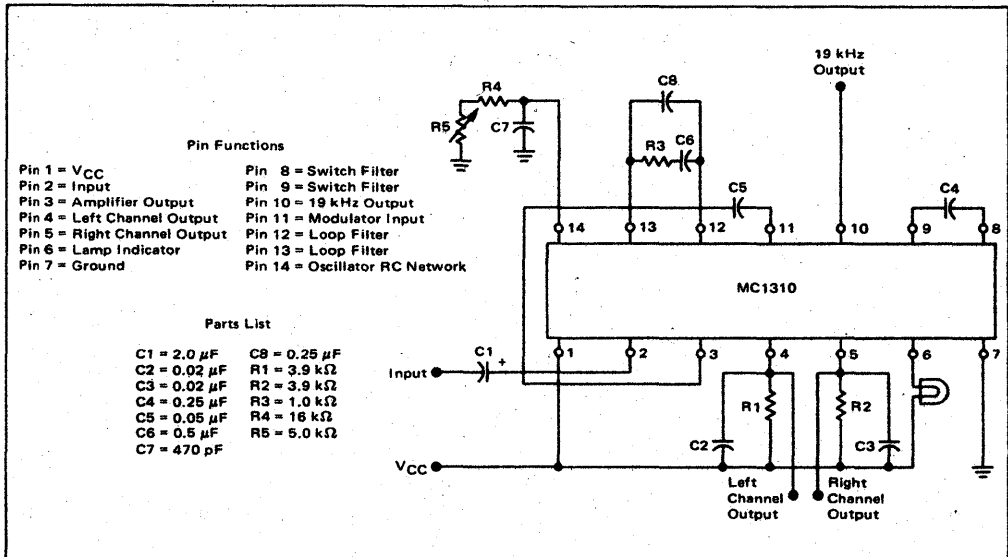 Pin Functions
Pin 1 = VCC
Pin 2 = Input
Pin 3 = Amplifier Output
Pin 4 = Left Channel Output
Pin 5 = Right Channel Output
Pin 6 = Lamp Indicator
Pin 7 = Ground
Pin 8 = Switch Filter
Pin 9 = Switch Filter
Pin 10 = 19 kHz Output
Pin 11 = Modulator Input
Pin 12 = Loop Filter
Pin 13 = Loop Filter
Pin 14 = Oscillator RC Network
Parts List
C1 = 2.0 μF
C2 = 0.02 μF
C3 = 0.02 μF
C4 = 0.25 μF
C5 = 0.05 μF
C6 = 0.5 μF
C7 = 470 pF
C8 = 0.25 μF
R1 = 3.9 kΩ
R2 = 3.9 kΩ
R3 = 1.0 kΩ
R4 = 16 kΩ
R5 = 5.0 kΩ
19 kHz
Output
R4
R5
C7
C8
R3
C6
C5
C4
14
13
12
11
10
9
8
MC1310
1
2
3
4
5
6
7
Input
C1
+
C2
R1
R2
C3
VCC
Left
Channel
Output
Right
Channel
Output